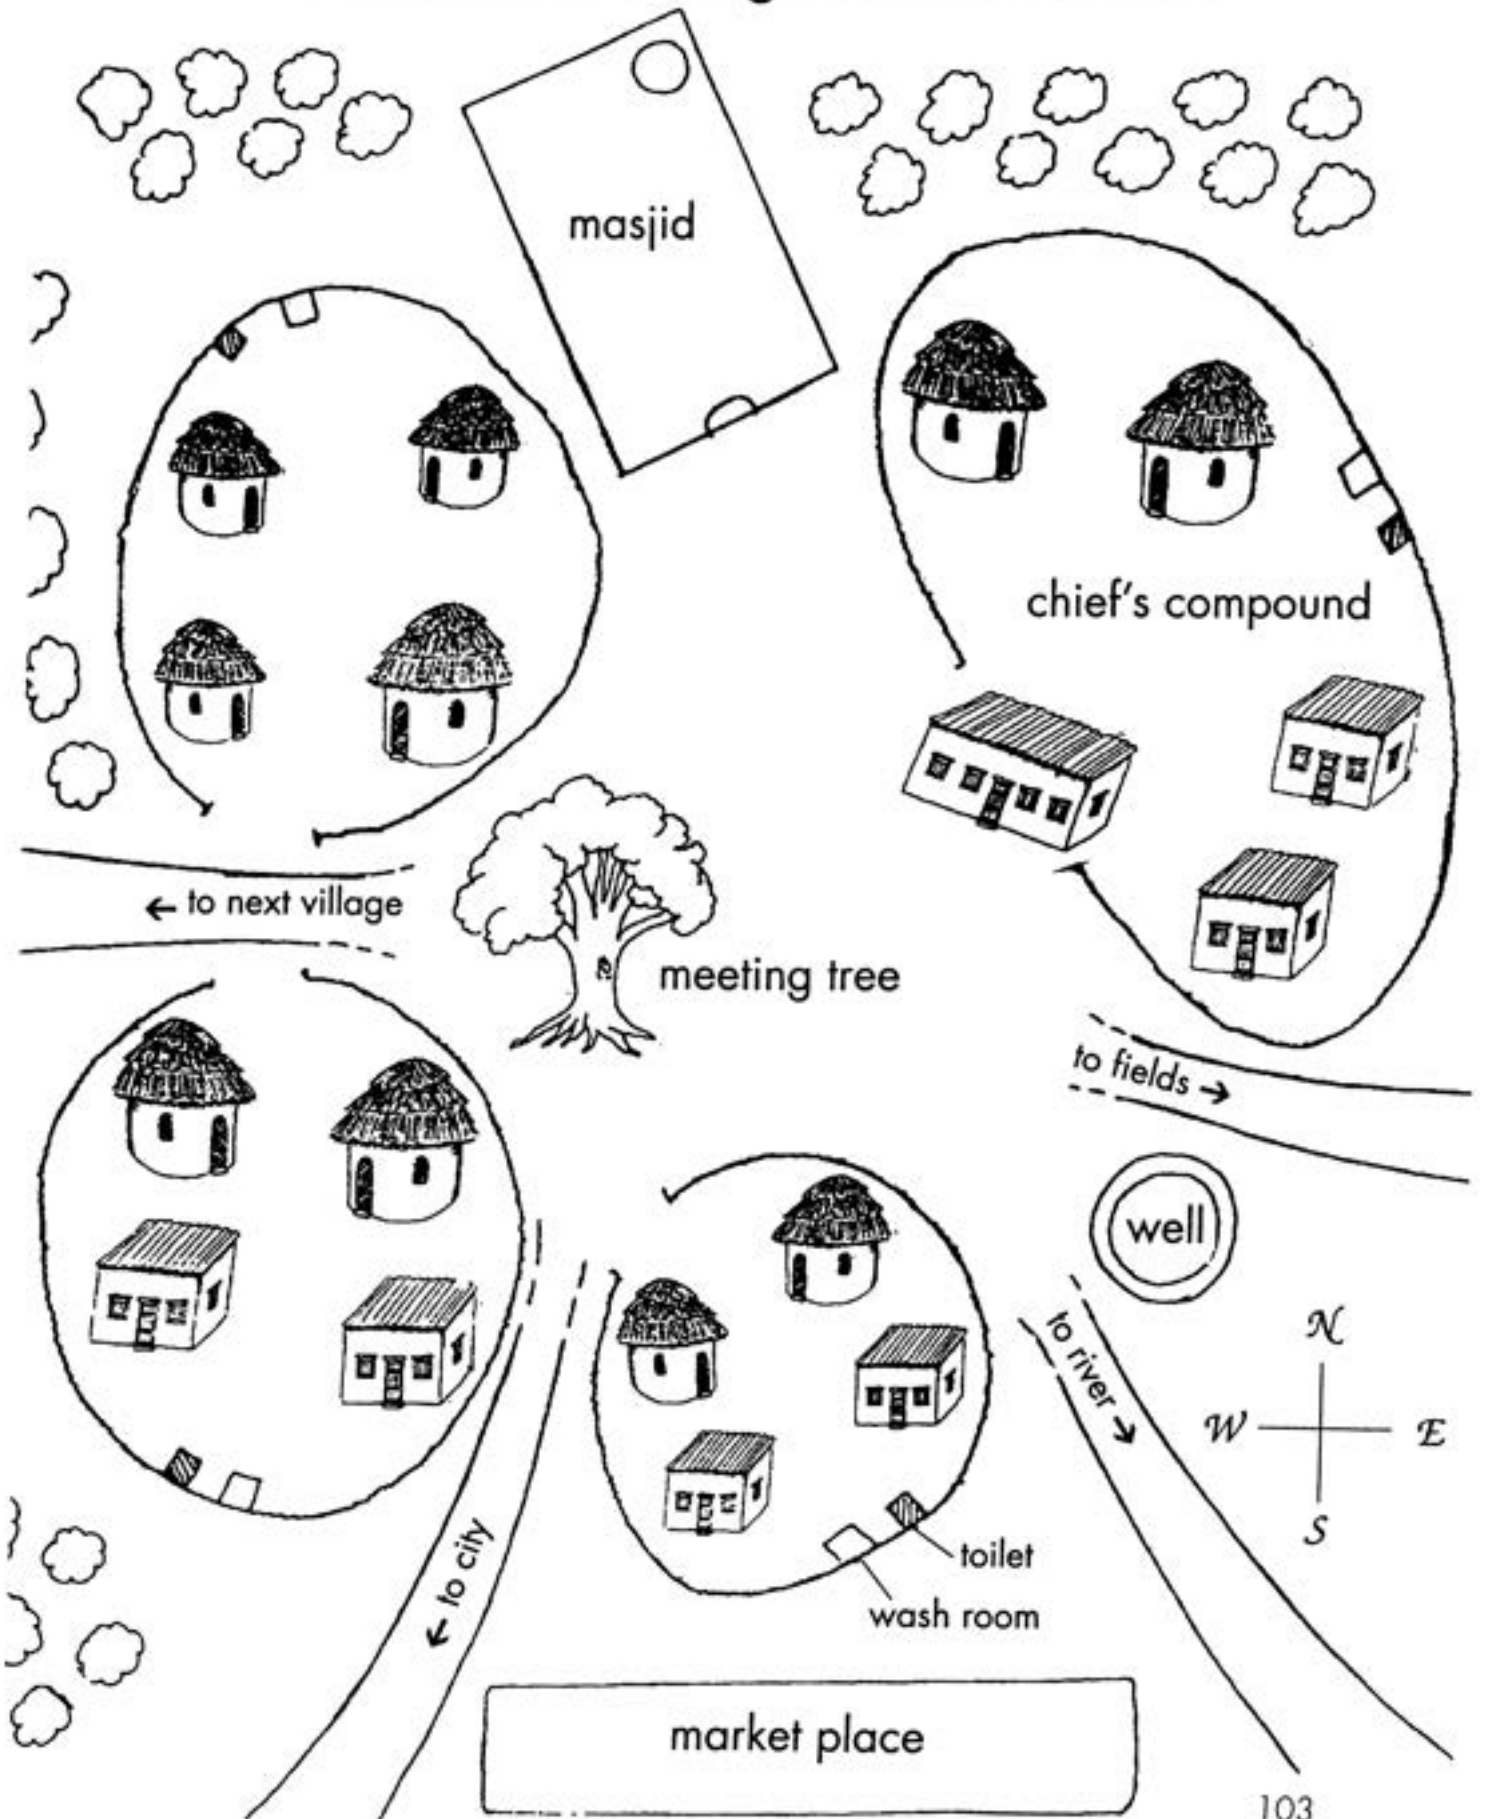 masjid
chief's compound
← to next village
meeting tree
to fields →
well
to river →
N
W E
S
← to city
toilet
wash room
market place
103